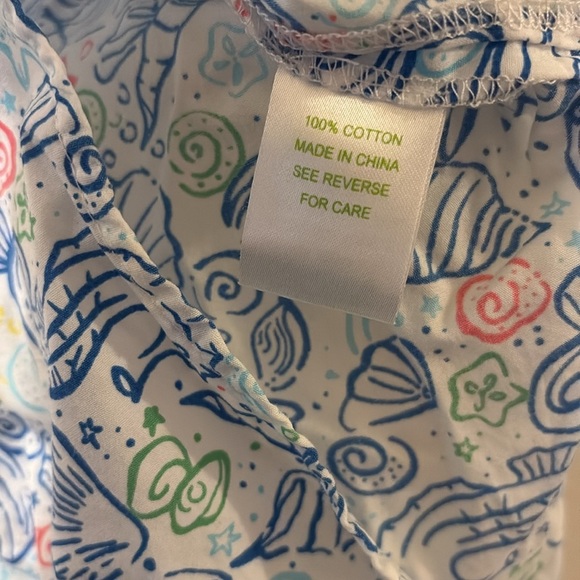 100% COTTON
MADE IN CHINA
SEE REVERSE
FOR CARE